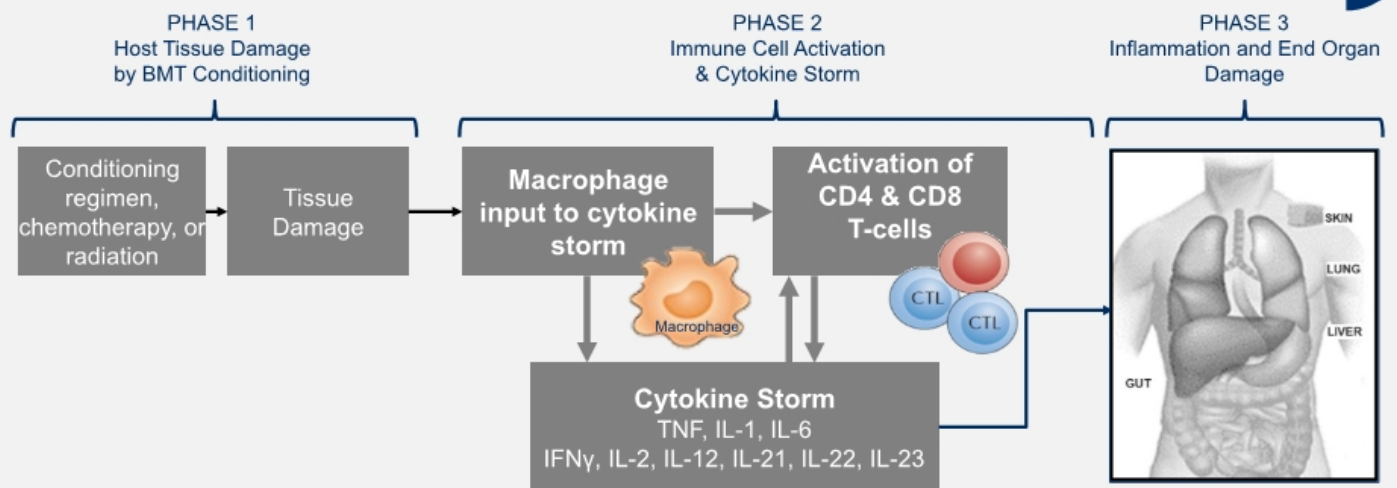 PHASE 1
Host Tissue Damage
by BMT Conditioning
PHASE 2
Immune Cell Activation
& Cytokine Storm
PHASE 3
Inflammation and End Organ
Damage
Conditioning
regimen,
chemotherapy, or
radiation
Tissue
Damage
Macrophage
input to cytokine
storm
Macrophage
Activation of
CD4 & CD8
T-cells
CTL
CTL
Cytokine Storm
TNF, IL-1, IL-6
IFNγ, IL-2, IL-12, IL-21, IL-22, IL-23
SKIN
LUNG
LIVER
GUT